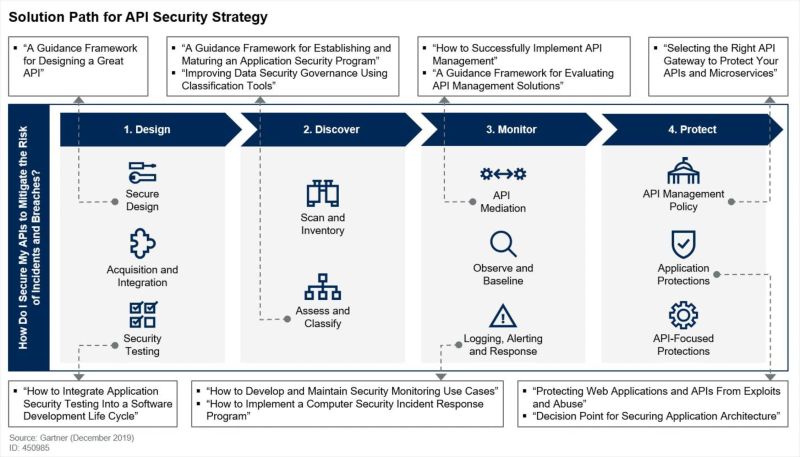 Solution Path for API Security Strategy
▪ “A Guidance Framework
for Designing a Great
API”
▪ “A Guidance Framework for Establishing and
Maturing an Application Security Program”
▪ “Improving Data Security Governance Using
Classification Tools”
▪ “How to Successfully Implement API
Management”
▪ “A Guidance Framework for Evaluating
API Management Solutions”
▪ “Selecting the Right API
Gateway to Protect Your
APIs and Microservices”
How Do I Secure My APIs to Mitigate the Risk
of Incidents and Breaches?
1. Design
2. Discover
3. Monitor
4. Protect
Secure
Design
Acquisition and
Integration
Security
Testing
Scan and
Inventory
Assess and
Classify
API
Mediation
Observe and
Baseline
Logging, Alerting
and Response
API Management
Policy
Application
Protections
API-Focused
Protections
▪ “How to Integrate Application
Security Testing Into a Software
Development Life Cycle”
▪ “How to Develop and Maintain Security Monitoring Use Cases”
▪ “How to Implement a Computer Security Incident Response
Program”
▪ “Protecting Web Applications and APIs From Exploits
and Abuse”
▪ “Decision Point for Securing Application Architecture”
Source: Gartner (December 2019)
ID: 450985